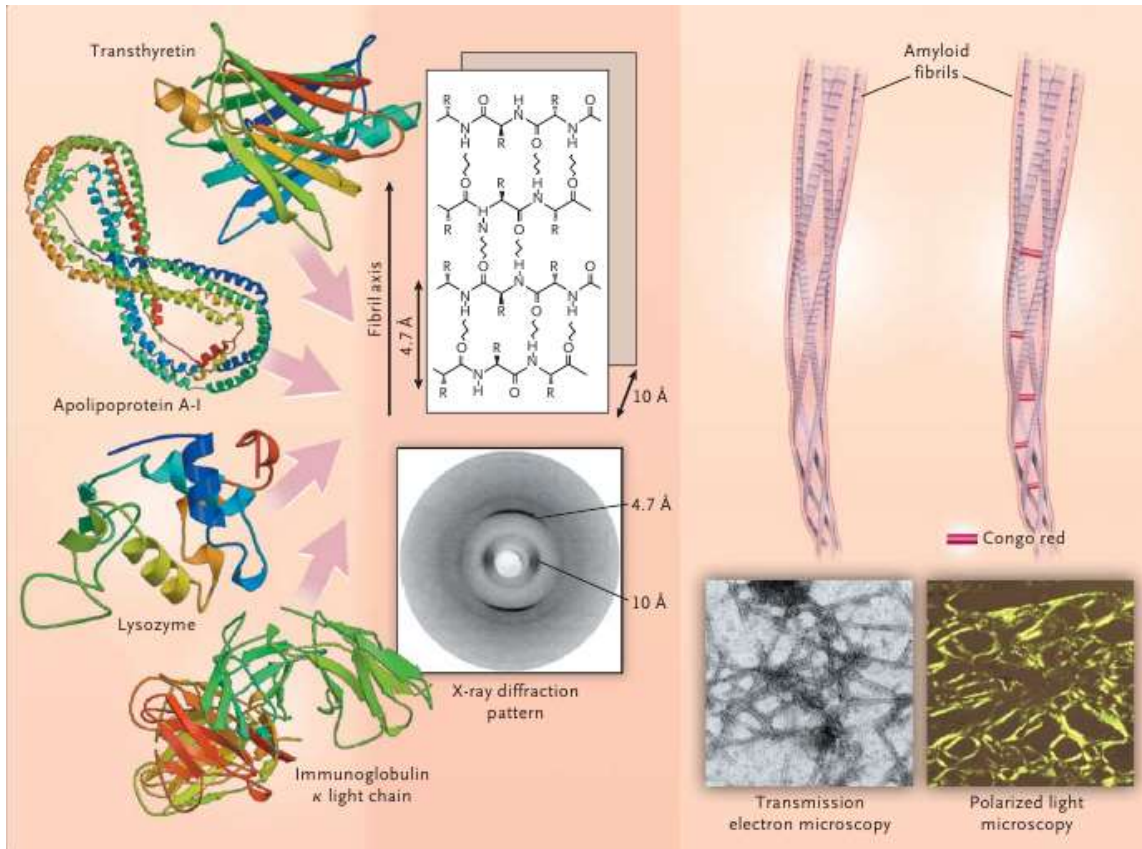 Transthyretin
Apolipoprotein A-I
Lysozyme
Immunoglobulin
κ light chain
Fibril axis
4.7 Å
R
O
H
N
O
R
O
H
N
H
R
N
H
O
O
H
N
O
R
R
H
N
O
R
O
R
O
H
N
O
R
N
H
R
O
N
H
O
R
H
N
O
R
N
H
O
R
10 Å
4.7 Å
10 Å
X-ray diffraction
pattern
Amyloid
fibrils
Congo red
Transmission
electron microscopy
Polarized light
microscopy